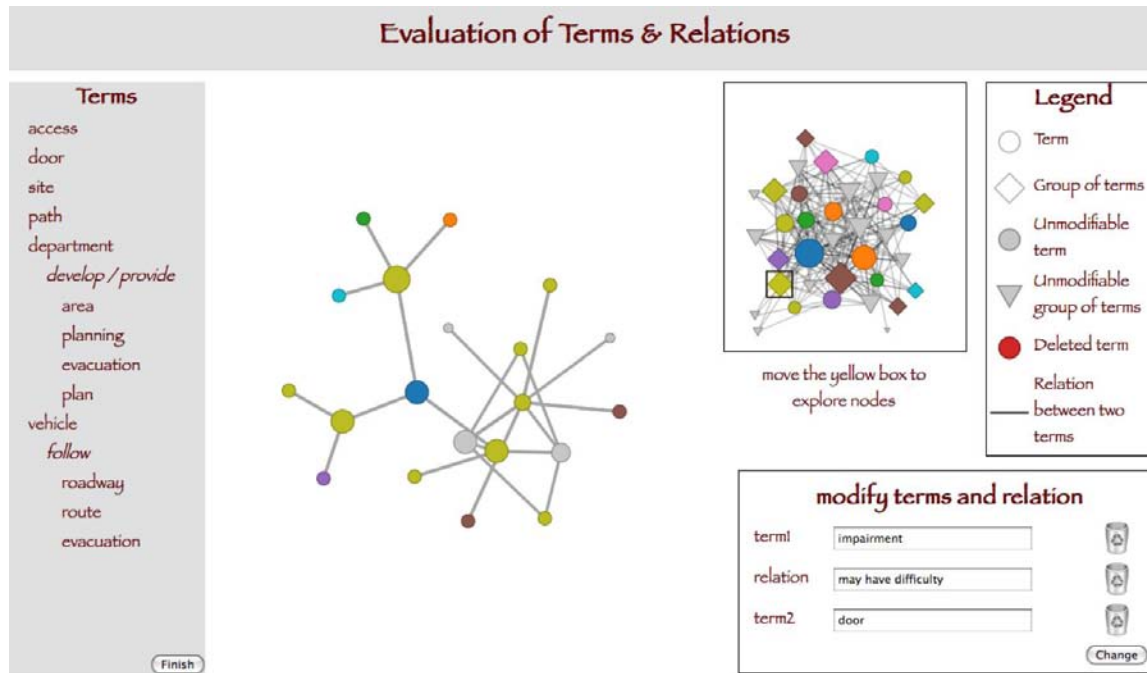 Evaluation of Terms & Relations
Terms
access
door
site
path
department
develop / provide
area
planning
evacuation
plan
vehicle
follow
roadway
route
evacuation
Finish
move the yellow box to
explore nodes
Legend
Term
Group of terms
Unmodifiable
term
Unmodifiable
group of terms
Deleted term
Relation
between two
terms
modify terms and relation
term1 impairment
relation may have difficulty
term2 door
Change